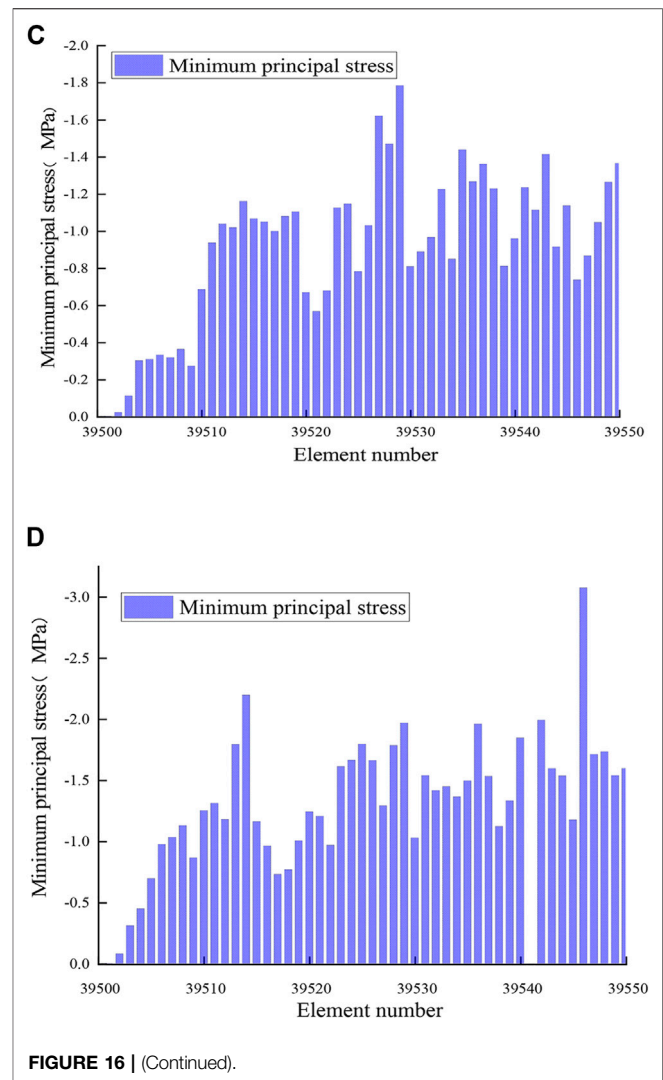 C
Minimum principal stress
Minimum principal stress( MPa)
-2.0
-1.8
-1.6
-1.4
-1.2
-1.0
-0.8
-0.6
-0.4
-0.2
0.0
39500 39510 39520 39530 39540 39550
Element number
D
Minimum principal stress
Minimum principal stress( MPa)
-3.0
-2.5
-2.0
-1.5
-1.0
-0.5
0.0
39500 39510 39520 39530 39540 39550
Element number
FIGURE 16 | (Continued).